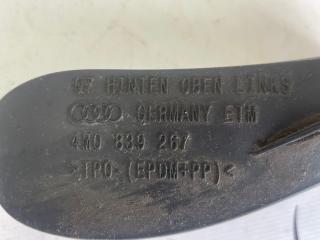 HINTEN OBEN LINKS
GERMANY ETM
4M0 839 267
>TPO-(EPDM+PP)<